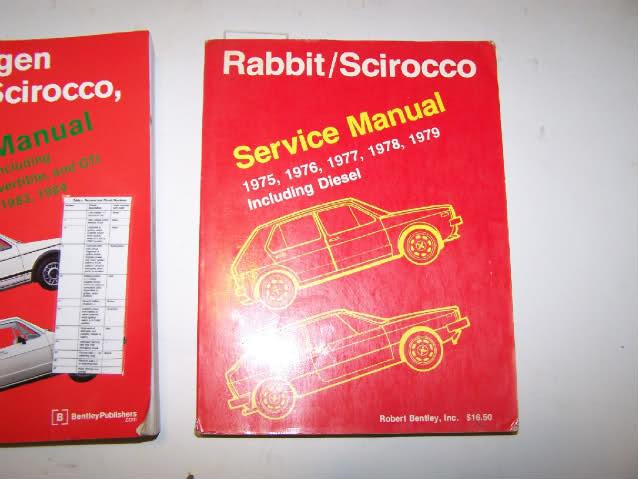 gen
Scirocco,
Manual
ncluding
vertible, and GTI
1983, 1984
BentleyPublishers
.com
Rabbit/Scirocco
Service Manual
1975, 1976, 1977, 1978, 1979
Including Diesel
Robert Bentley, Inc. $16.50